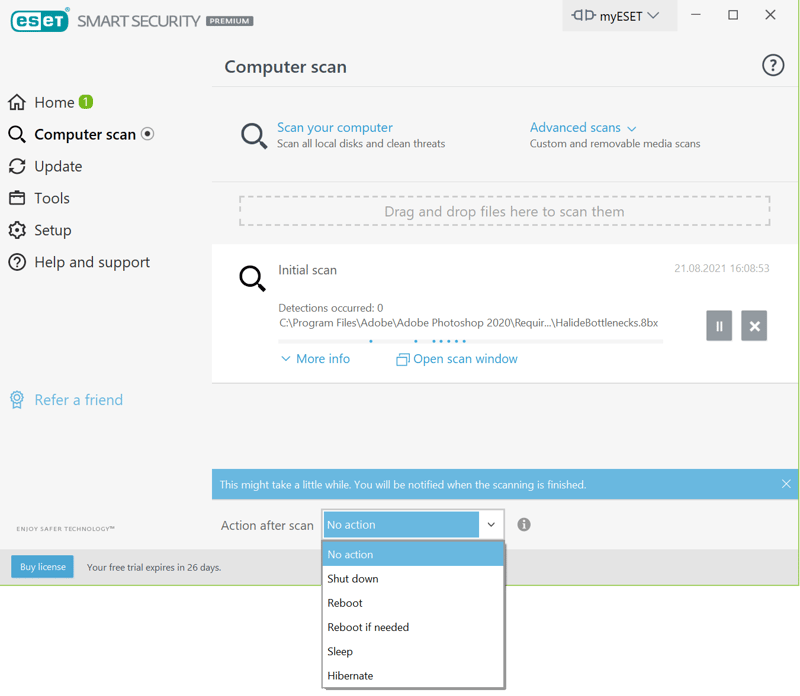 eseT® SMART SECURITY PREMIUM
myESET
Computer scan
?
Home 1
Computer scan
Update
Tools
Setup
Help and support
Refer a friend
ENJOY SAFER TECHNOLOGY™
Scan your computer
Scan all local disks and clean threats
Advanced scans
Custom and removable media scans
Drag and drop files here to scan them
Initial scan
21.08.2021 16:08:53
Detections occurred: 0
C:\Program Files\Adobe\Adobe Photoshop 2020\Requir...\HalideBottlenecks.8bx
More info
Open scan window
This might take a little while. You will be notified when the scanning is finished.
Action after scan
No action
No action
Shut down
Reboot
Reboot if needed
Sleep
Hibernate
Buy license
Your free trial expires in 26 days.